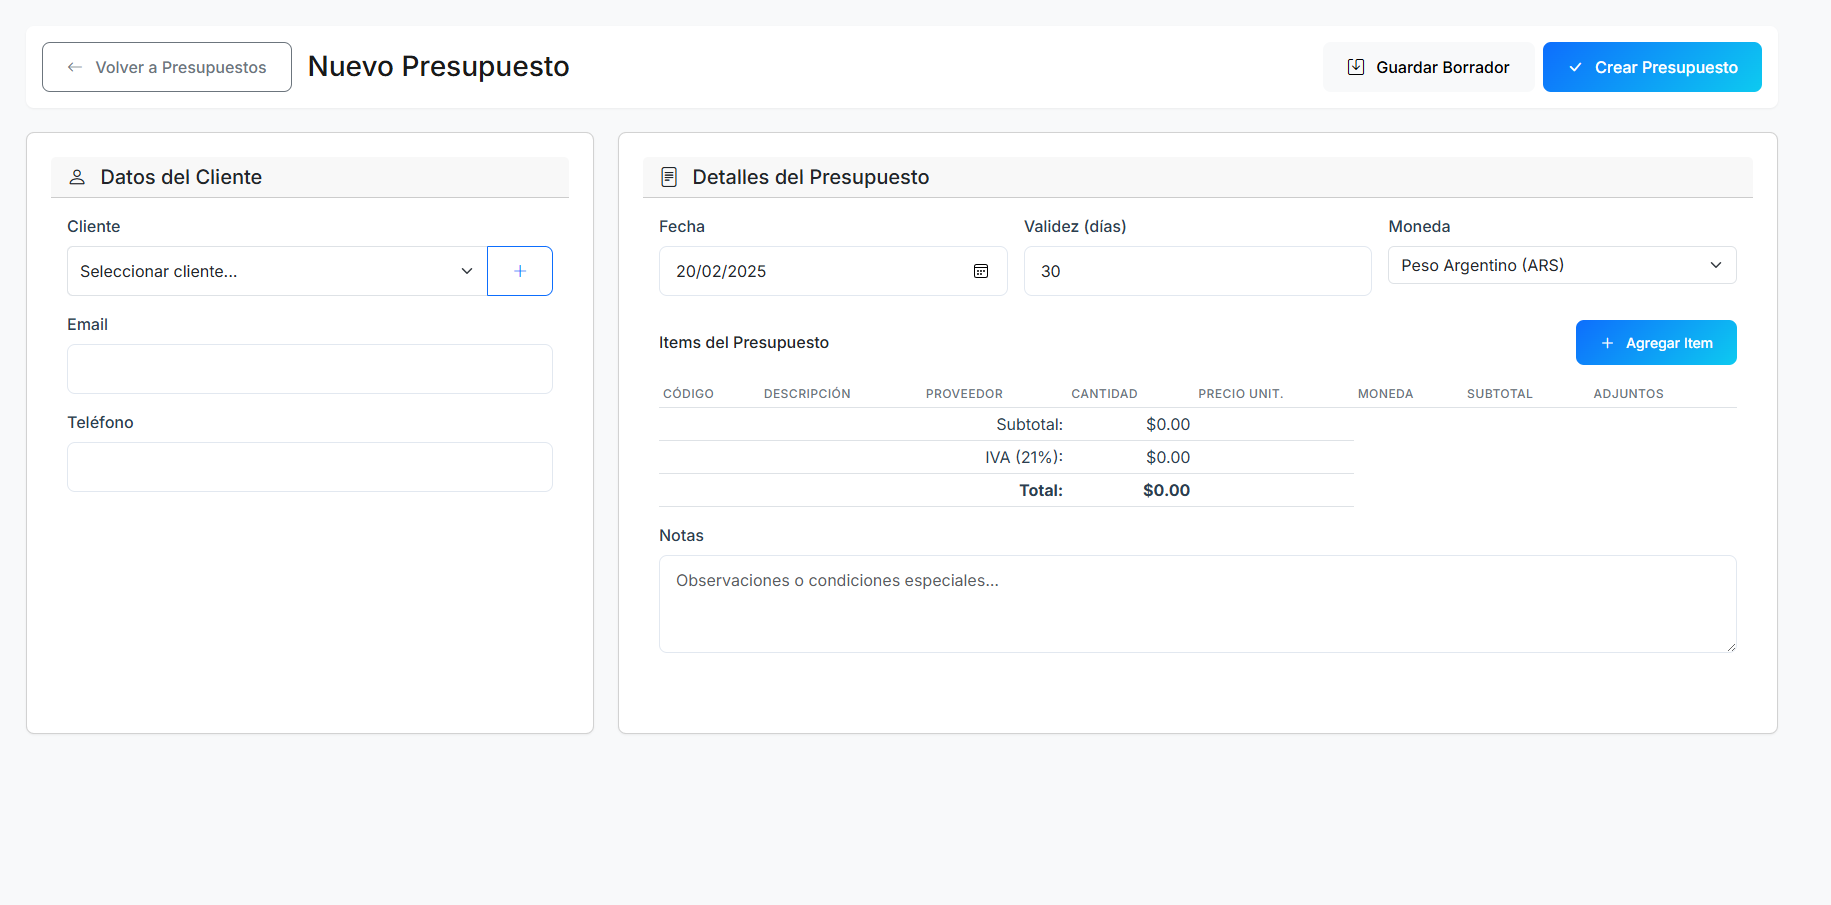 Volver a Presupuestos
Nuevo Presupuesto
Guardar Borrador
Crear Presupuesto
Datos del Cliente
Cliente
Seleccionar cliente...
Email
Teléfono
Detalles del Presupuesto
Fecha Validez (días) Moneda
20/02/2025 30 Peso Argentino (ARS)
Items del Presupuesto
Agregar Item
CÓDIGO DESCRIPCIÓN PROVEEDOR CANTIDAD PRECIO UNIT. MONEDA SUBTOTAL ADJUNTOS
Subtotal: $0.00
IVA (21%): $0.00
Total: $0.00
Notas
Observaciones o condiciones especiales...